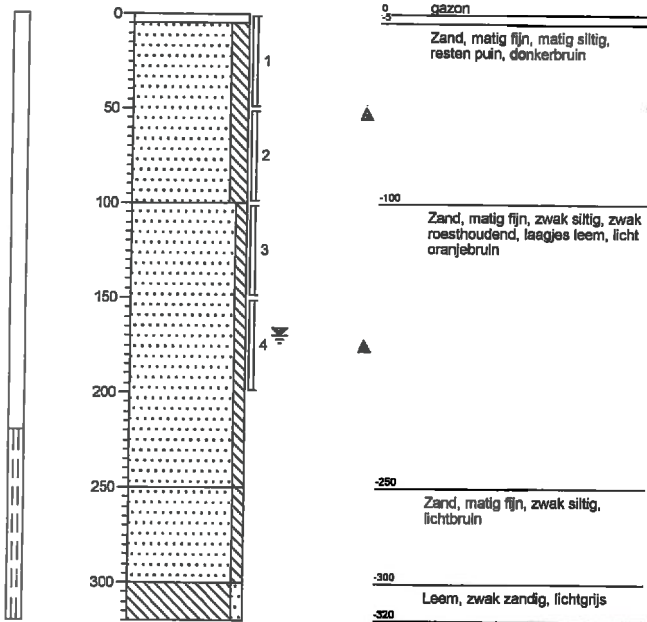 0
50
100
150
200
250
300
1
2
3
4
0
gazon
-5
Zand, matig fijn, matig siltig,
resten puin, donkerbruin
-100
Zand, matig fijn, zwak siltig, zwak
roesthoudend, laagjes leem, licht
oranjebruin
-250
Zand, matig fijn, zwak siltig,
lichtbruin
-300
Leem, zwak zandig, lichtgrijs
-320